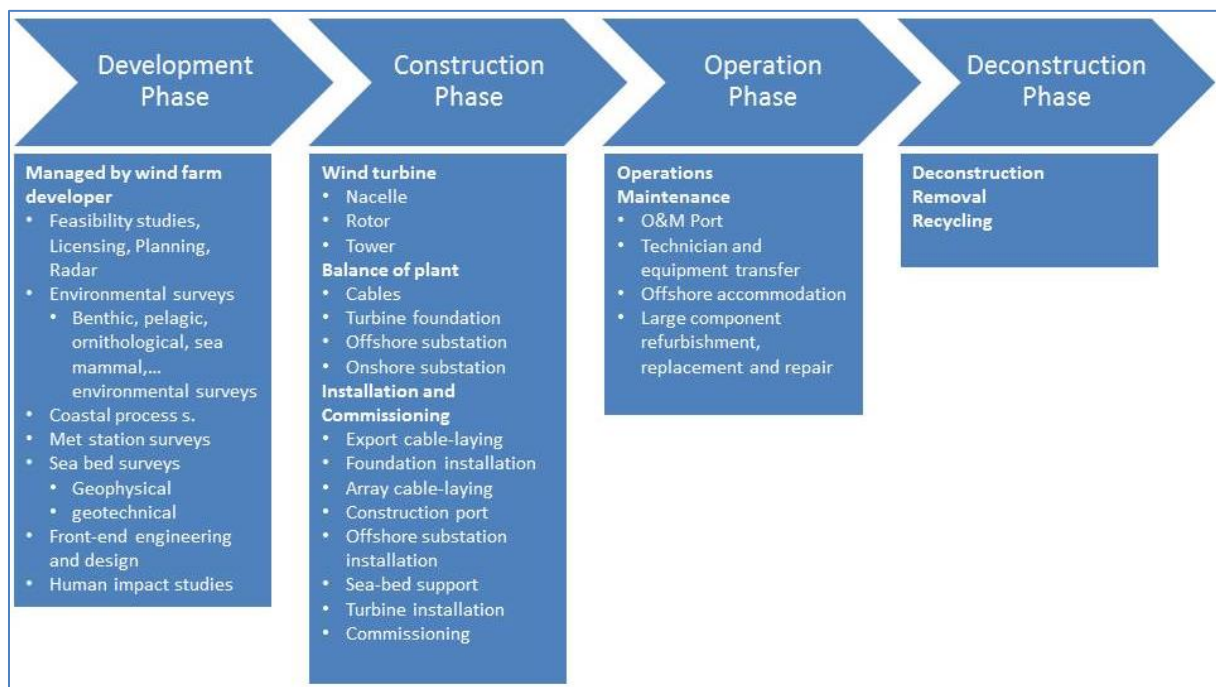 Development
Phase
Managed by wind farm
developer
• Feasibility studies,
Licensing, Planning,
Radar
• Environmental surveys
• Benthic, pelagic,
ornithological, sea
mammal,...
environmental surveys
• Coastal process s.
• Met station surveys
• Sea bed surveys
• Geophysical
• geotechnical
• Front-end engineering
and design
• Human impact studies
Construction
Phase
Wind turbine
• Nacelle
• Rotor
• Tower
Balance of plant
• Cables
• Turbine foundation
• Offshore substation
• Onshore substation
Installation and
Commissioning
• Export cable-laying
• Foundation installation
• Array cable-laying
• Construction port
• Offshore substation
installation
• Sea-bed support
• Turbine installation
• Commissioning
Operation
Phase
Operations
Maintenance
• O&M Port
• Technician and
equipment transfer
• Offshore accommodation
• Large component
refurbishment,
replacement and repair
Deconstruction
Phase
Deconstruction
Removal
Recycling